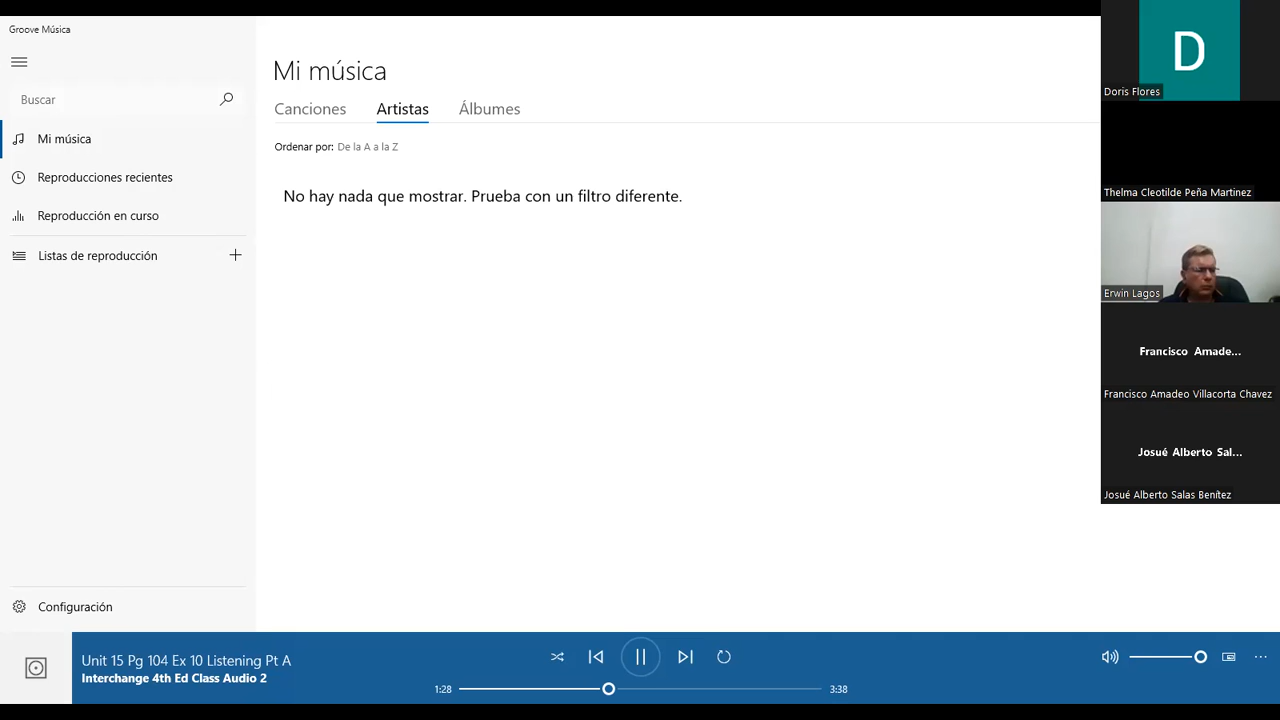 Groove Música
Buscar
Mi música
Reproducciones recientes
Reproducción en curso
Listas de reproducción
Configuración
Mi música
Canciones Artistas Álbumes
Ordenar por: De la A a la Z
No hay nada que mostrar. Prueba con un filtro diferente.
D
Doris Flores
Thelma Cleotilde Peña Martinez
Erwin Lagos
Francisco Amade...
Francisco Amadeo Villacorta Chavez
Josué Alberto Sal...
Josué Alberto Salas Benítez
Unit 15 Pg 104 Ex 10 Listening Pt A
Interchange 4th Ed Class Audio 2
1:28
3:38